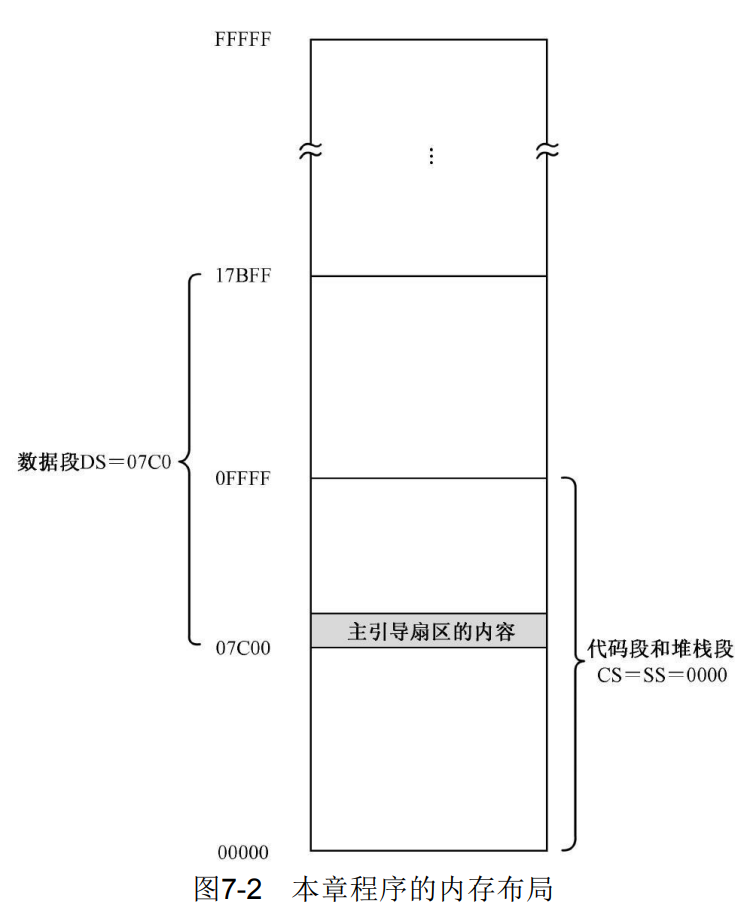 FFFFF
⋮
17BFF
数据段DS＝07C0
0FFFF
主引导扇区的内容
07C00
代码段和堆栈段
CS＝SS＝0000
00000
图7-2 本章程序的内存布局